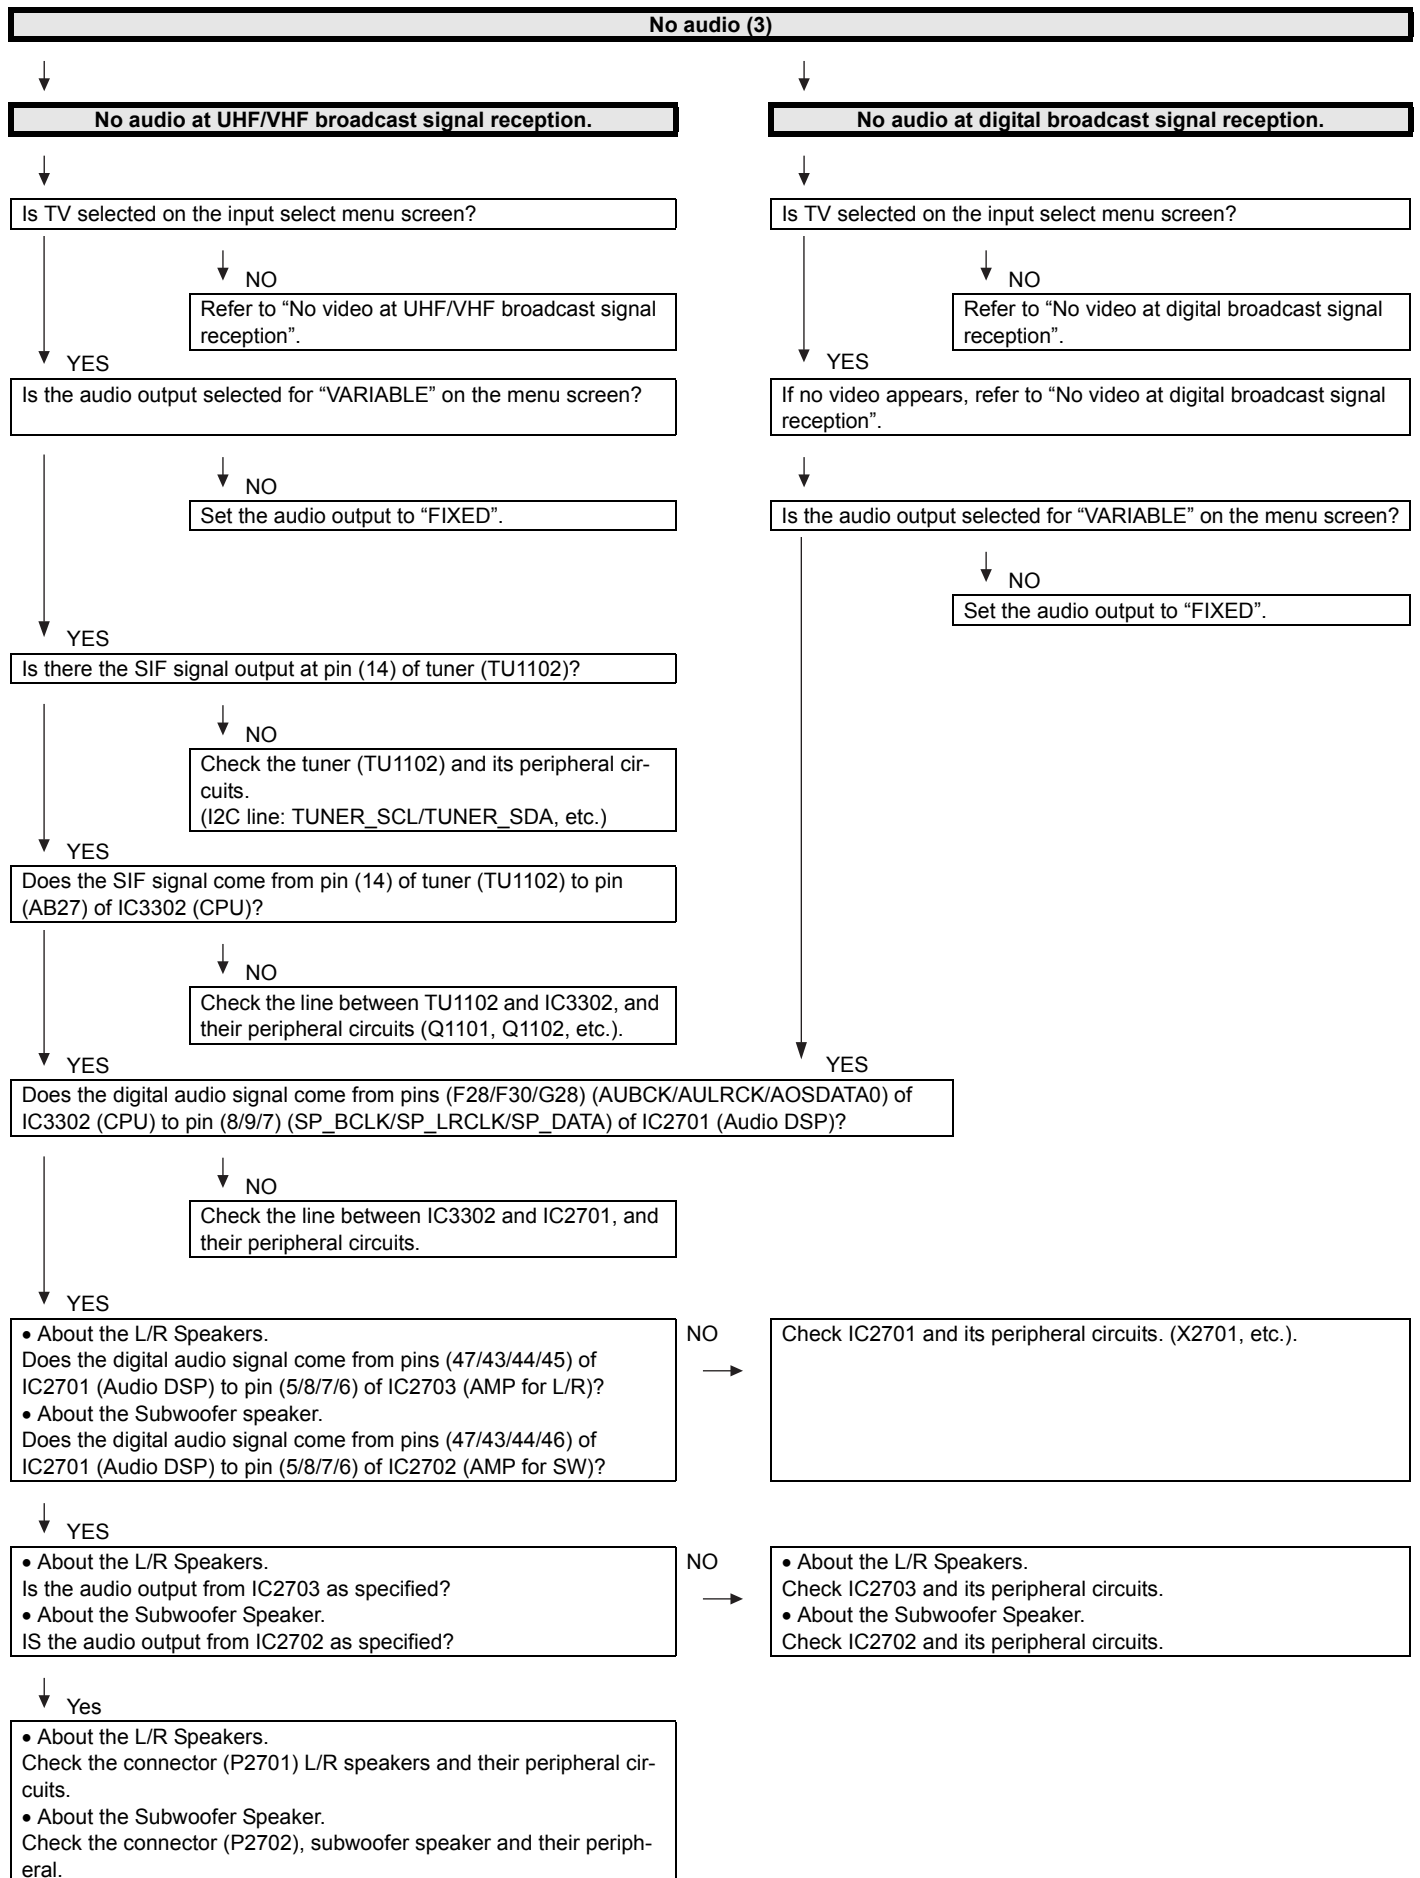 No audio (3)
No audio at UHF/VHF broadcast signal reception.
No audio at digital broadcast signal reception.
Is TV selected on the input select menu screen?
Is TV selected on the input select menu screen?
NO
NO
Refer to “No video at UHF/VHF broadcast signal
reception”.
Refer to “No video at digital broadcast signal
reception”.
YES
YES
Is the audio output selected for “VARIABLE” on the menu screen?
If no video appears, refer to “No video at digital broadcast signal
reception”.
NO
Set the audio output to “FIXED”.
Is the audio output selected for “VARIABLE” on the menu screen?
NO
Set the audio output to “FIXED”.
YES
Is there the SIF signal output at pin (14) of tuner (TU1102)?
NO
Check the tuner (TU1102) and its peripheral cir-
cuits.
(I2C line: TUNER_SCL/TUNER_SDA, etc.)
YES
Does the SIF signal come from pin (14) of tuner (TU1102) to pin
(AB27) of IC3302 (CPU)?
NO
Check the line between TU1102 and IC3302, and
their peripheral circuits (Q1101, Q1102, etc.).
YES
YES
Does the digital audio signal come from pins (F28/F30/G28) (AUBCK/AULRCK/AOSDATA0) of
IC3302 (CPU) to pin (8/9/7) (SP_BCLK/SP_LRCLK/SP_DATA) of IC2701 (Audio DSP)?
NO
Check the line between IC3302 and IC2701, and
their peripheral circuits.
YES
• About the L/R Speakers.
Does the digital audio signal come from pins (47/43/44/45) of
IC2701 (Audio DSP) to pin (5/8/7/6) of IC2703 (AMP for L/R)?
• About the Subwoofer speaker.
Does the digital audio signal come from pins (47/43/44/46) of
IC2701 (Audio DSP) to pin (5/8/7/6) of IC2702 (AMP for SW)?
NO
Check IC2701 and its peripheral circuits. (X2701, etc.).
YES
• About the L/R Speakers.
Is the audio output from IC2703 as specified?
• About the Subwoofer Speaker.
IS the audio output from IC2702 as specified?
NO
• About the L/R Speakers.
Check IC2703 and its peripheral circuits.
• About the Subwoofer Speaker.
Check IC2702 and its peripheral circuits.
Yes
• About the L/R Speakers.
Check the connector (P2701) L/R speakers and their peripheral cir-
cuits.
• About the Subwoofer Speaker.
Check the connector (P2702), subwoofer speaker and their periph-
eral.